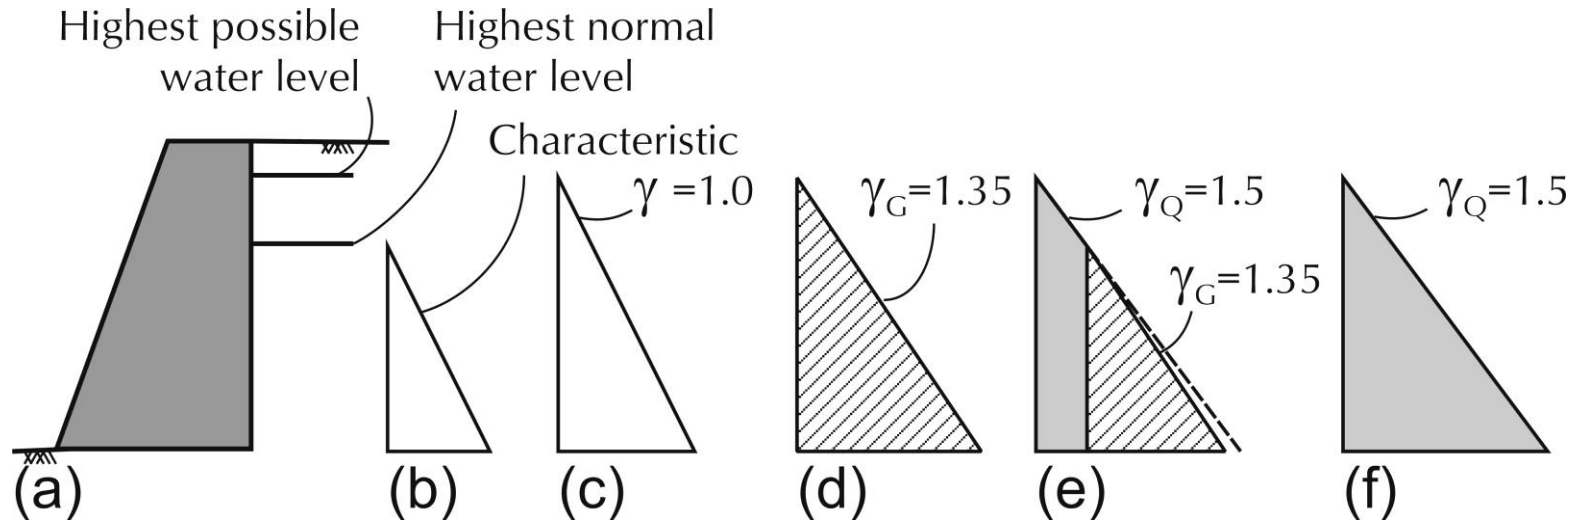 Highest possible
water level
Highest normal
water level
Characteristic
γ =1.0
γG=1.35
γQ=1.5
γG=1.35
γQ=1.5
(a)
(b)
(c)
(d)
(e)
(f)